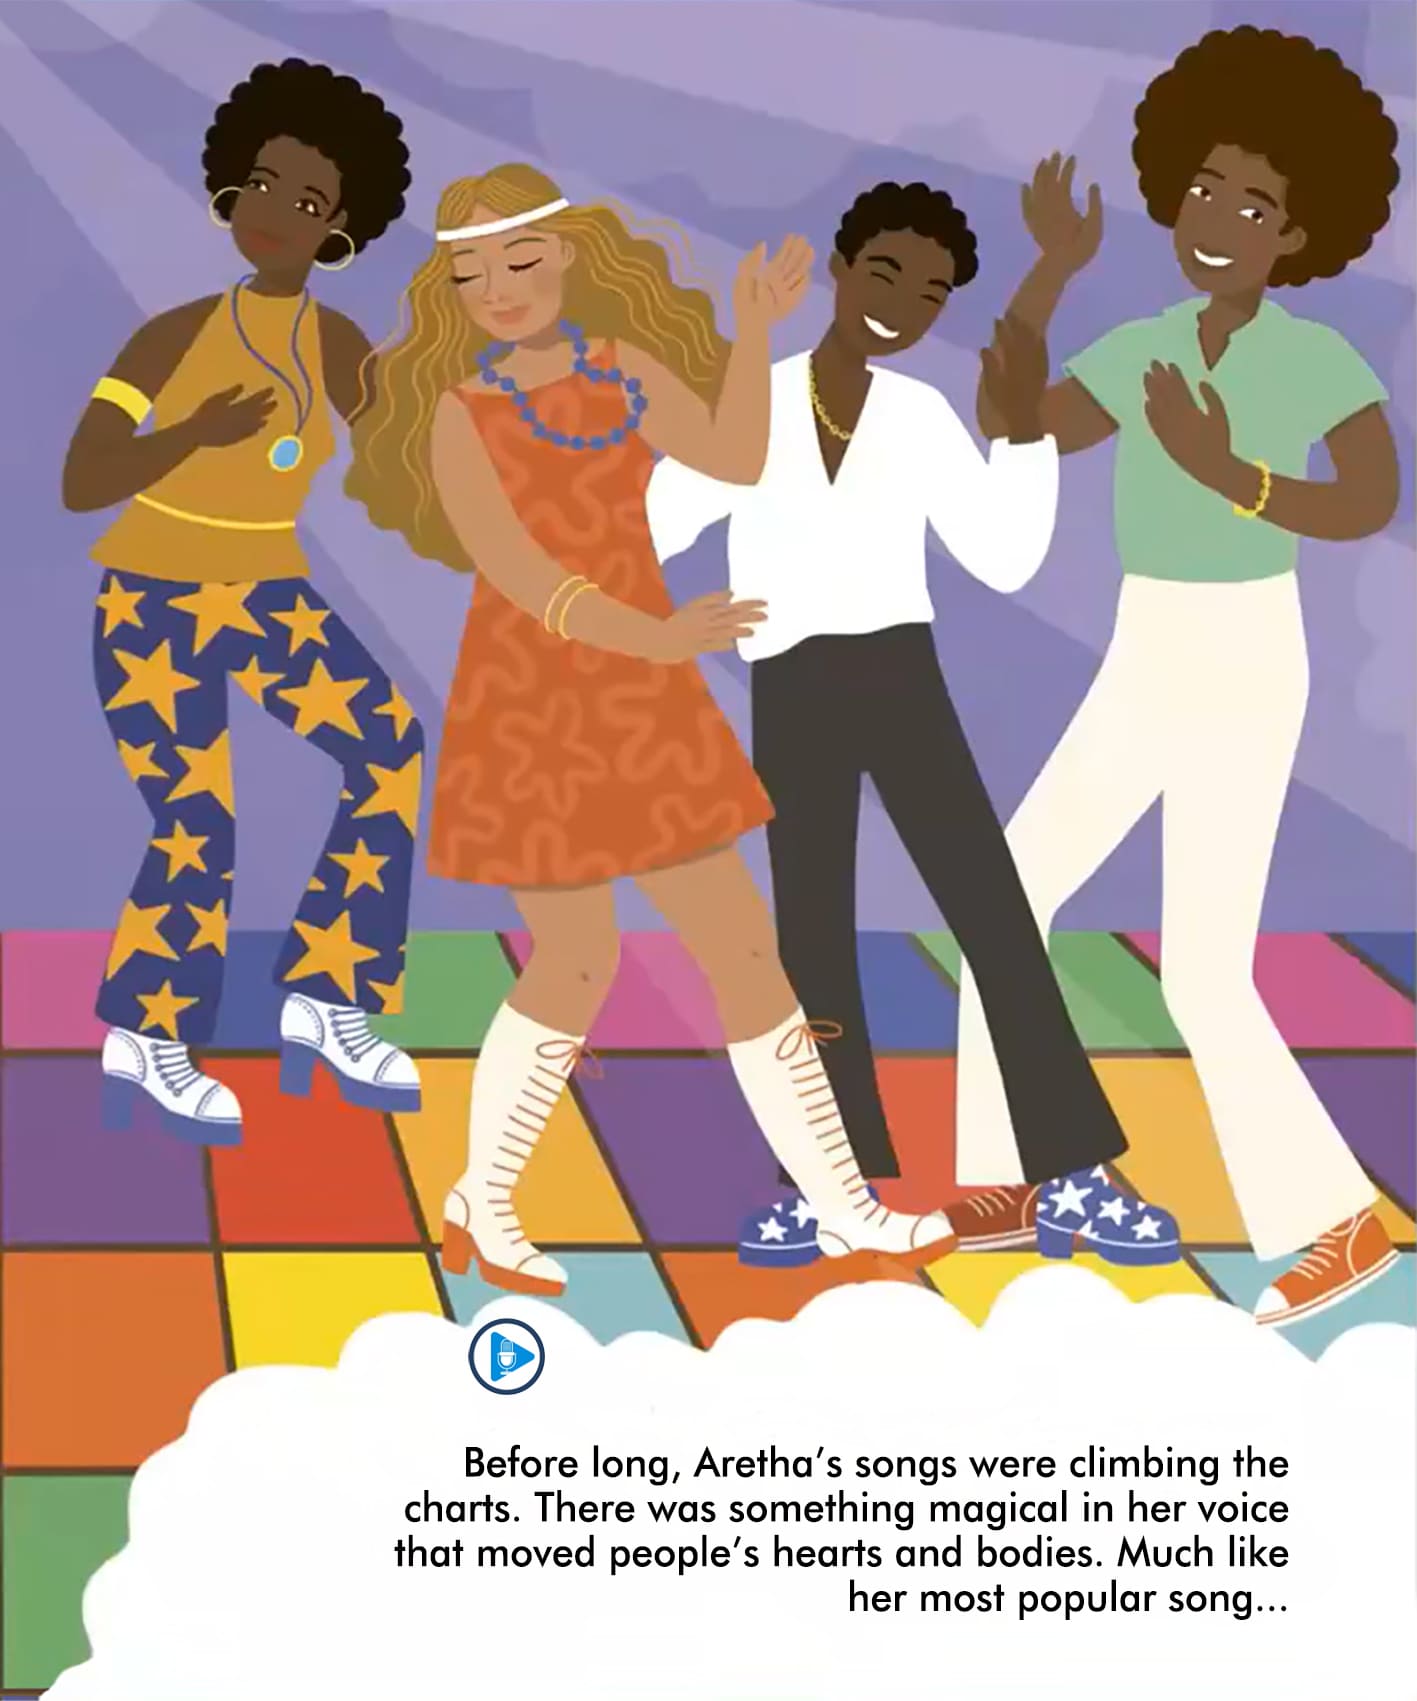 Before long, Aretha’s songs were climbing the
charts. There was something magical in her voice
that moved people’s hearts and bodies. Much like
her most popular song...